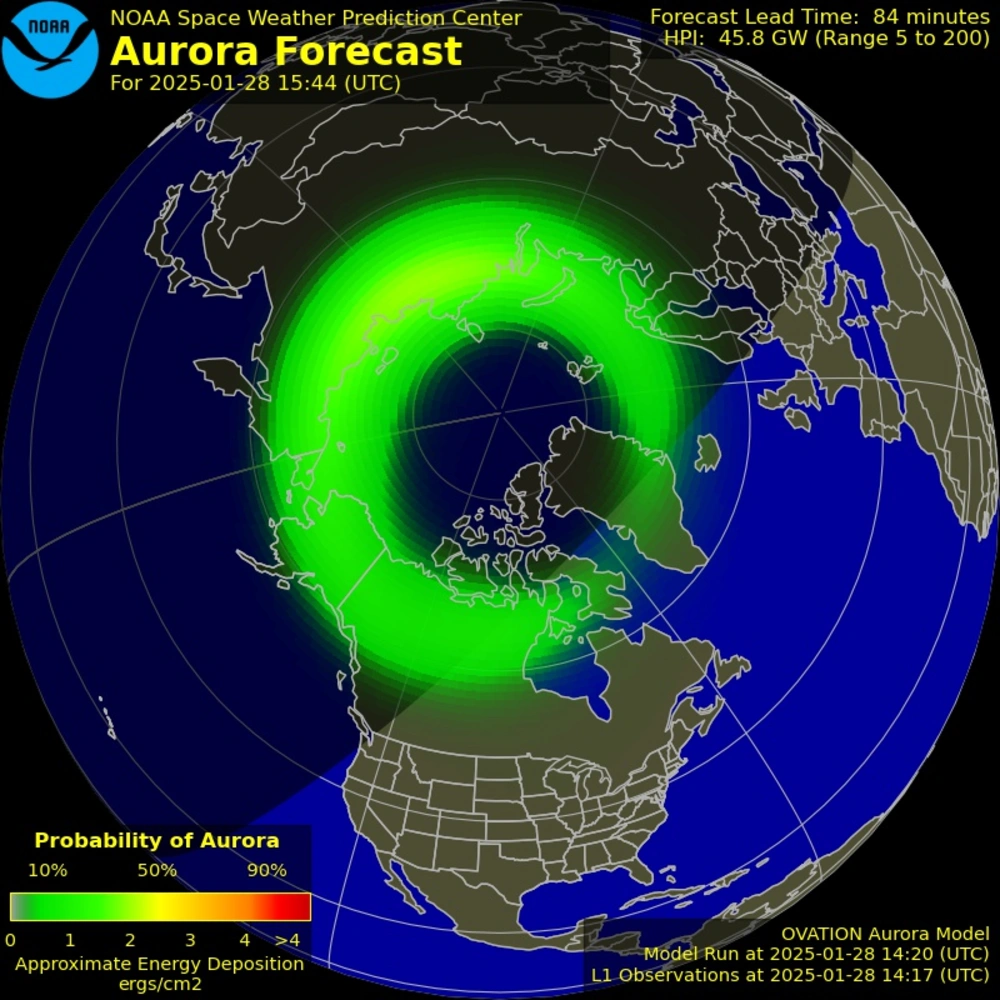 NOAA
NOAA Space Weather Prediction Center
Aurora Forecast
For 2025-01-28 15:44 (UTC)
Forecast Lead Time: 84 minutes
HPI: 45.8 GW (Range 5 to 200)
Probability of Aurora
10% 50% 90%
0 1 2 3 4 >4
Approximate Energy Deposition
ergs/cm2
OVATION Aurora Model
Model Run at 2025-01-28 14:20 (UTC)
L1 Observations at 2025-01-28 14:17 (UTC)